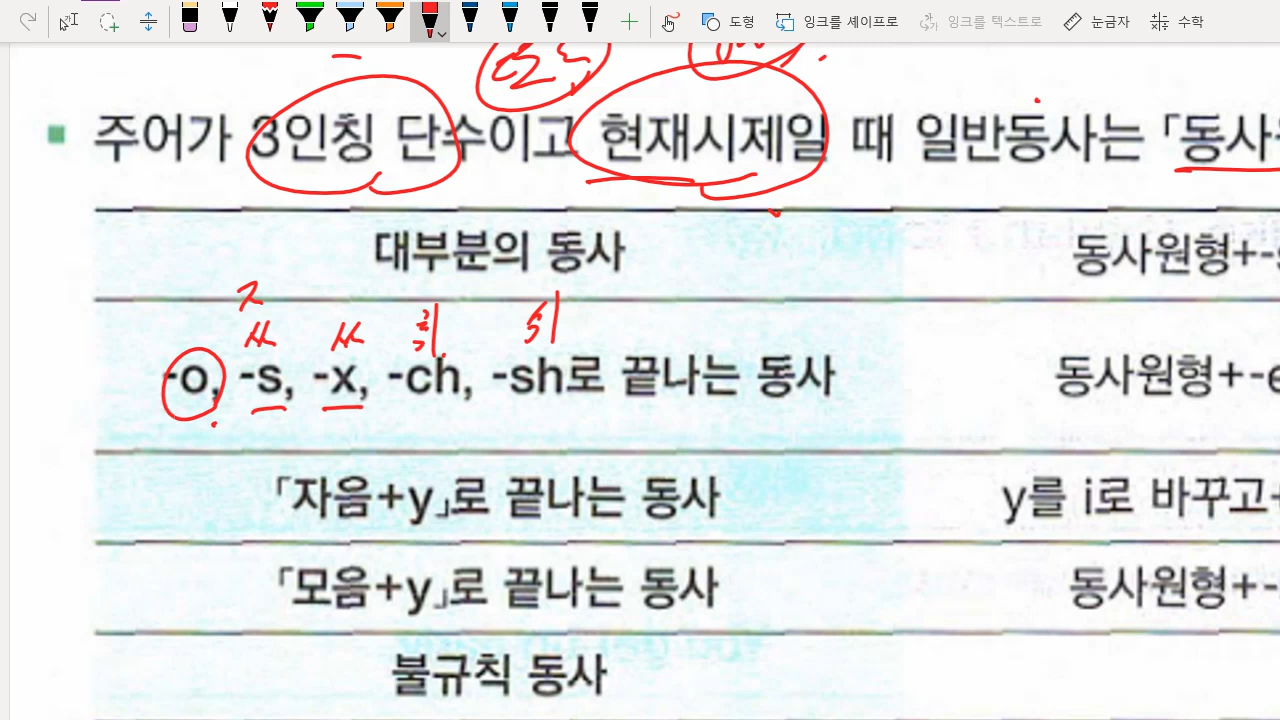 도형 잉크를 셰이프로 잉크를 텍스트로 눈금자 수학
주어가 3인칭 단수이고 현재시제일 때 일반동사는 「동사
대부분의 동사 동사원형+-s
ㅈ
ㅆ ㅆ 취 쉬
-o, -s, -x, -ch, -sh로 끝나는 동사 동사원형+-e
「자음+y」로 끝나는 동사 y를 i로 바꾸고
「모음+y」로 끝나는 동사 동사원형+-
불규칙 동사